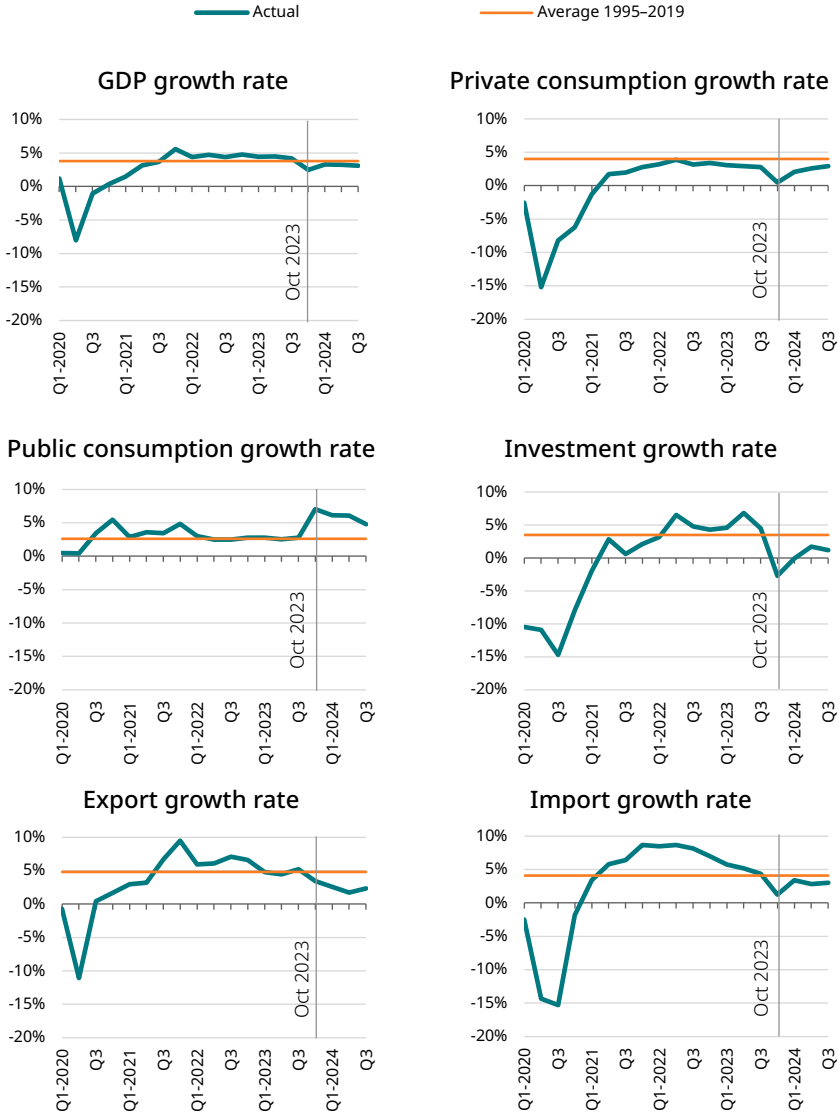 Actual
Average 1995–2019
GDP growth rate
10%
5%
0%
-5%
-10%
-15%
-20%
Oct 2023
Q1-2020
Q3
Q1-2021
Q3
Q1-2022
Q3
Q1-2023
Q3
Q1-2024
Q3
Private consumption growth rate
10%
5%
0%
-5%
-10%
-15%
-20%
Oct 2023
Q1-2020
Q3
Q1-2021
Q3
Q1-2022
Q3
Q1-2023
Q3
Q1-2024
Q3
Public consumption growth rate
10%
5%
0%
-5%
-10%
-15%
-20%
Oct 2023
Q1-2020
Q3
Q1-2021
Q3
Q1-2022
Q3
Q1-2023
Q3
Q1-2024
Q3
Investment growth rate
10%
5%
0%
-5%
-10%
-15%
-20%
Oct 2023
Q1-2020
Q3
Q1-2021
Q3
Q1-2022
Q3
Q1-2023
Q3
Q1-2024
Q3
Export growth rate
10%
5%
0%
-5%
-10%
-15%
-20%
Oct 2023
Q1-2020
Q3
Q1-2021
Q3
Q1-2022
Q3
Q1-2023
Q3
Q1-2024
Q3
Import growth rate
10%
5%
0%
-5%
-10%
-15%
-20%
Oct 2023
Q1-2020
Q3
Q1-2021
Q3
Q1-2022
Q3
Q1-2023
Q3
Q1-2024
Q3